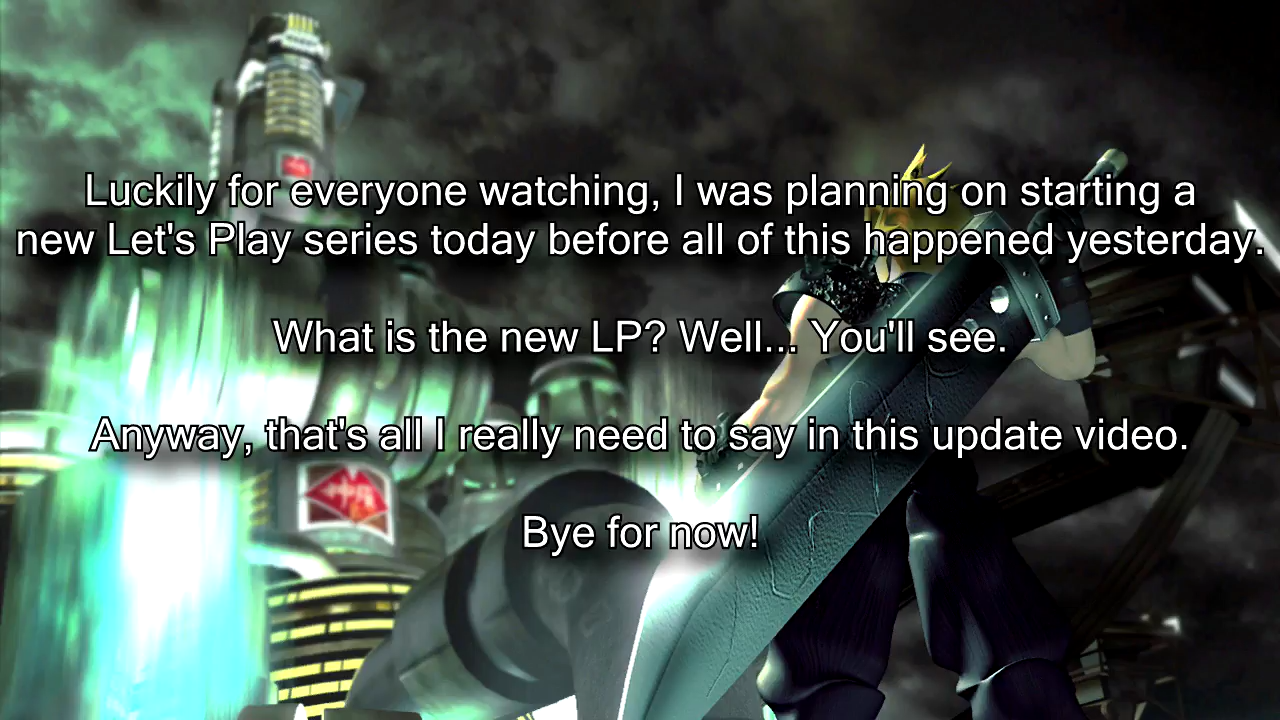 Luckily for everyone watching, I was planning on starting a
new Let's Play series today before all of this happened yesterday.
What is the new LP? Well... You'll see.
Anyway, that's all I really need to say in this update video.
Bye for now!